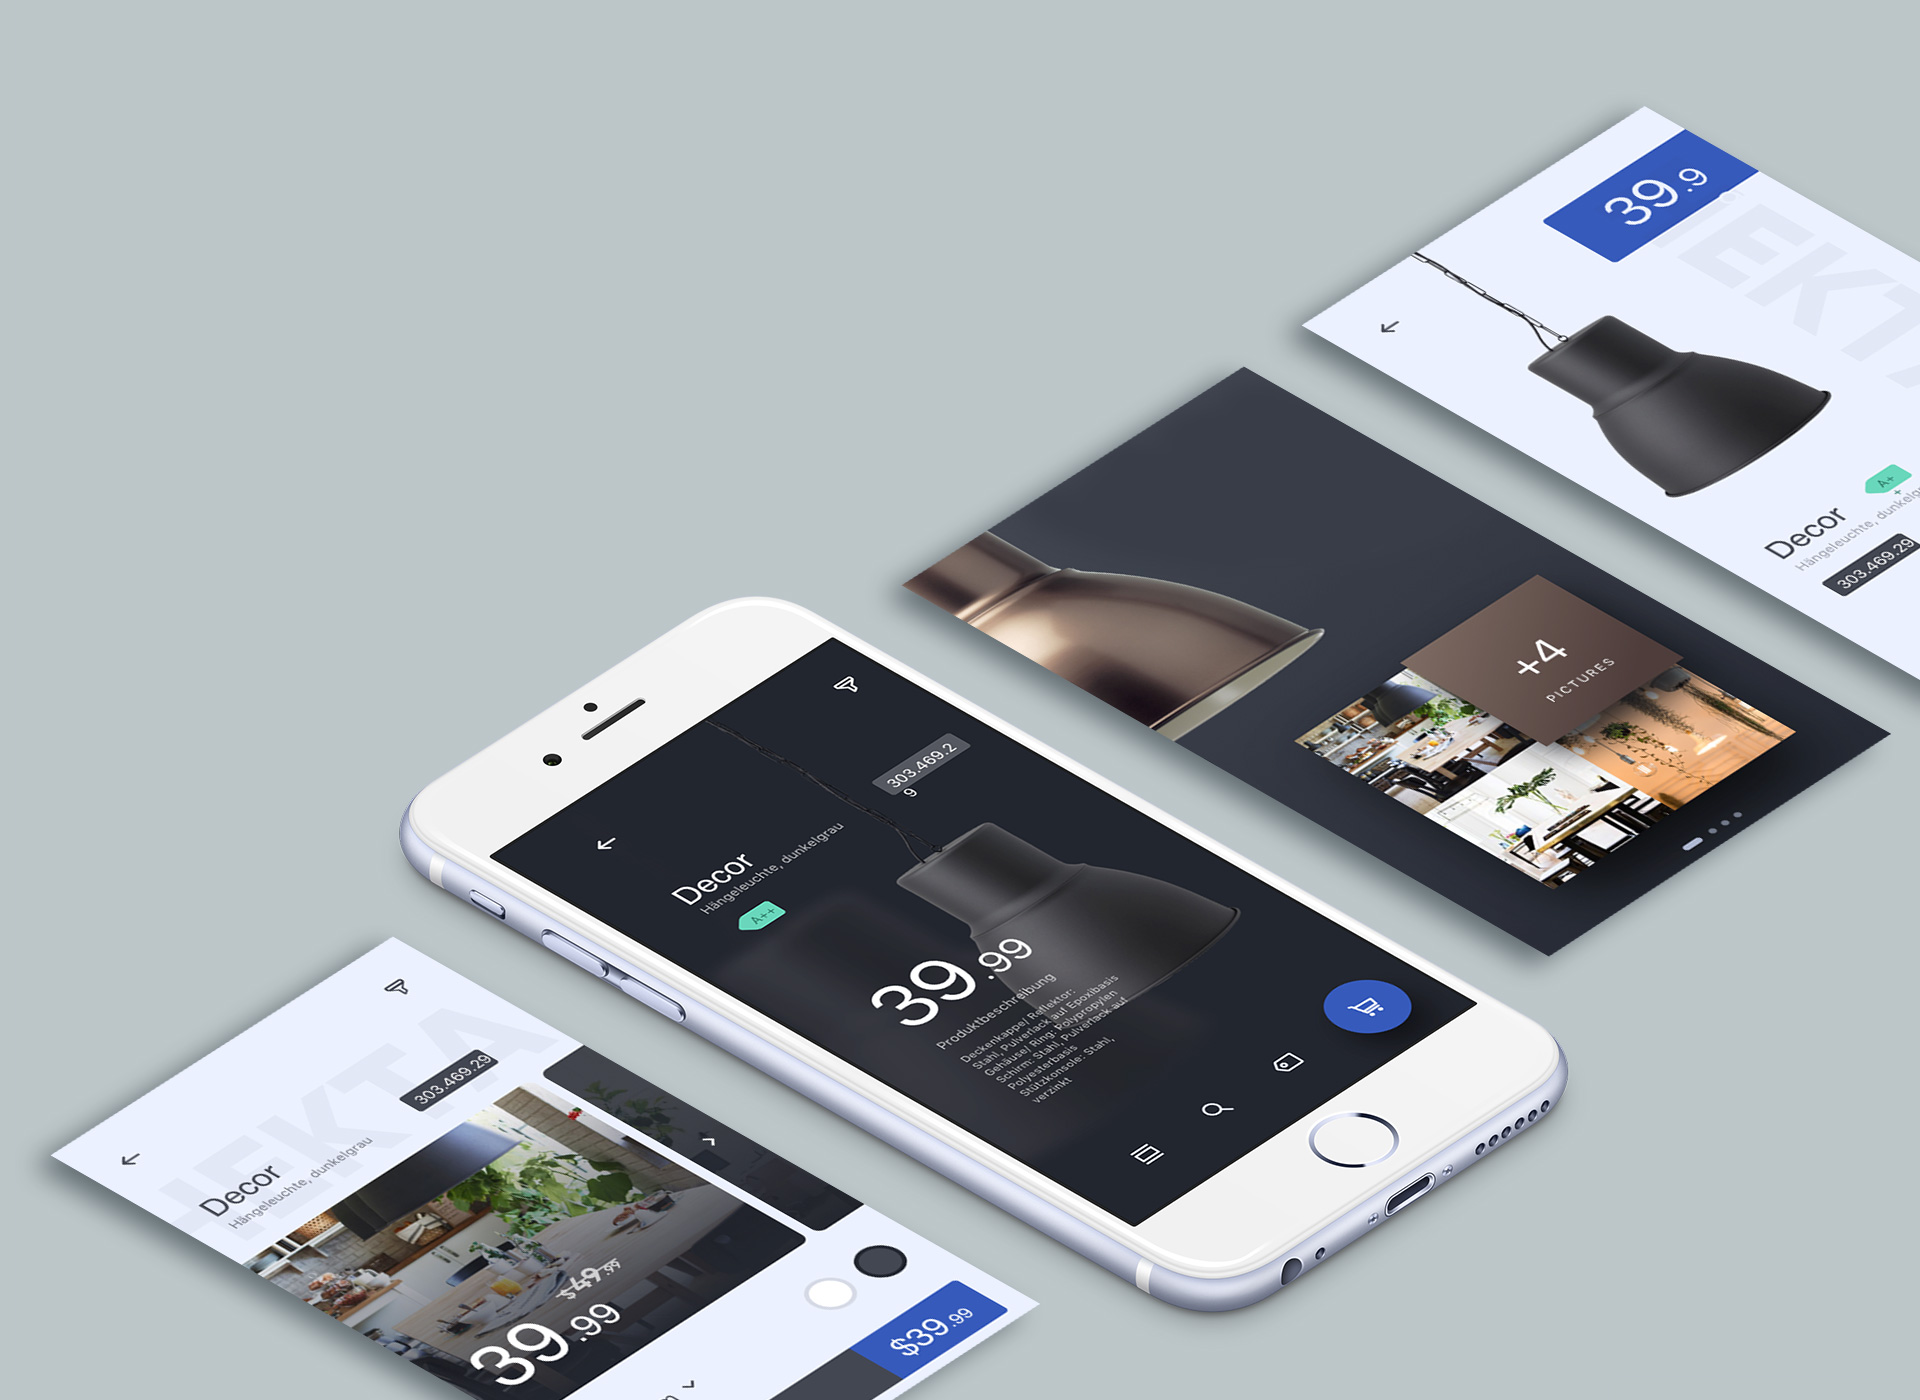 39.9
EKT
A+
+
Decor
Hängeleuchte, dunkelgrau
303.469.29
+4
PICTURES
303.469.2
9
Decor
Hängeleuchte, dunkelgrau
A++
39.99
Produktbeschreibung
Deckenkappe/ Reflektor:
Stahl, Pulverlack auf Epoxibasis
Gehäuse/ Ring: Polypropylen
Schirm: Stahl, Pulverlack auf
Polyesterbasis
Stützkonsole: Stahl,
verzinkt
HEKTA
303.469.29
Decor
Hängeleuchte, dunkelgrau
$49.99
39.99
$39.99